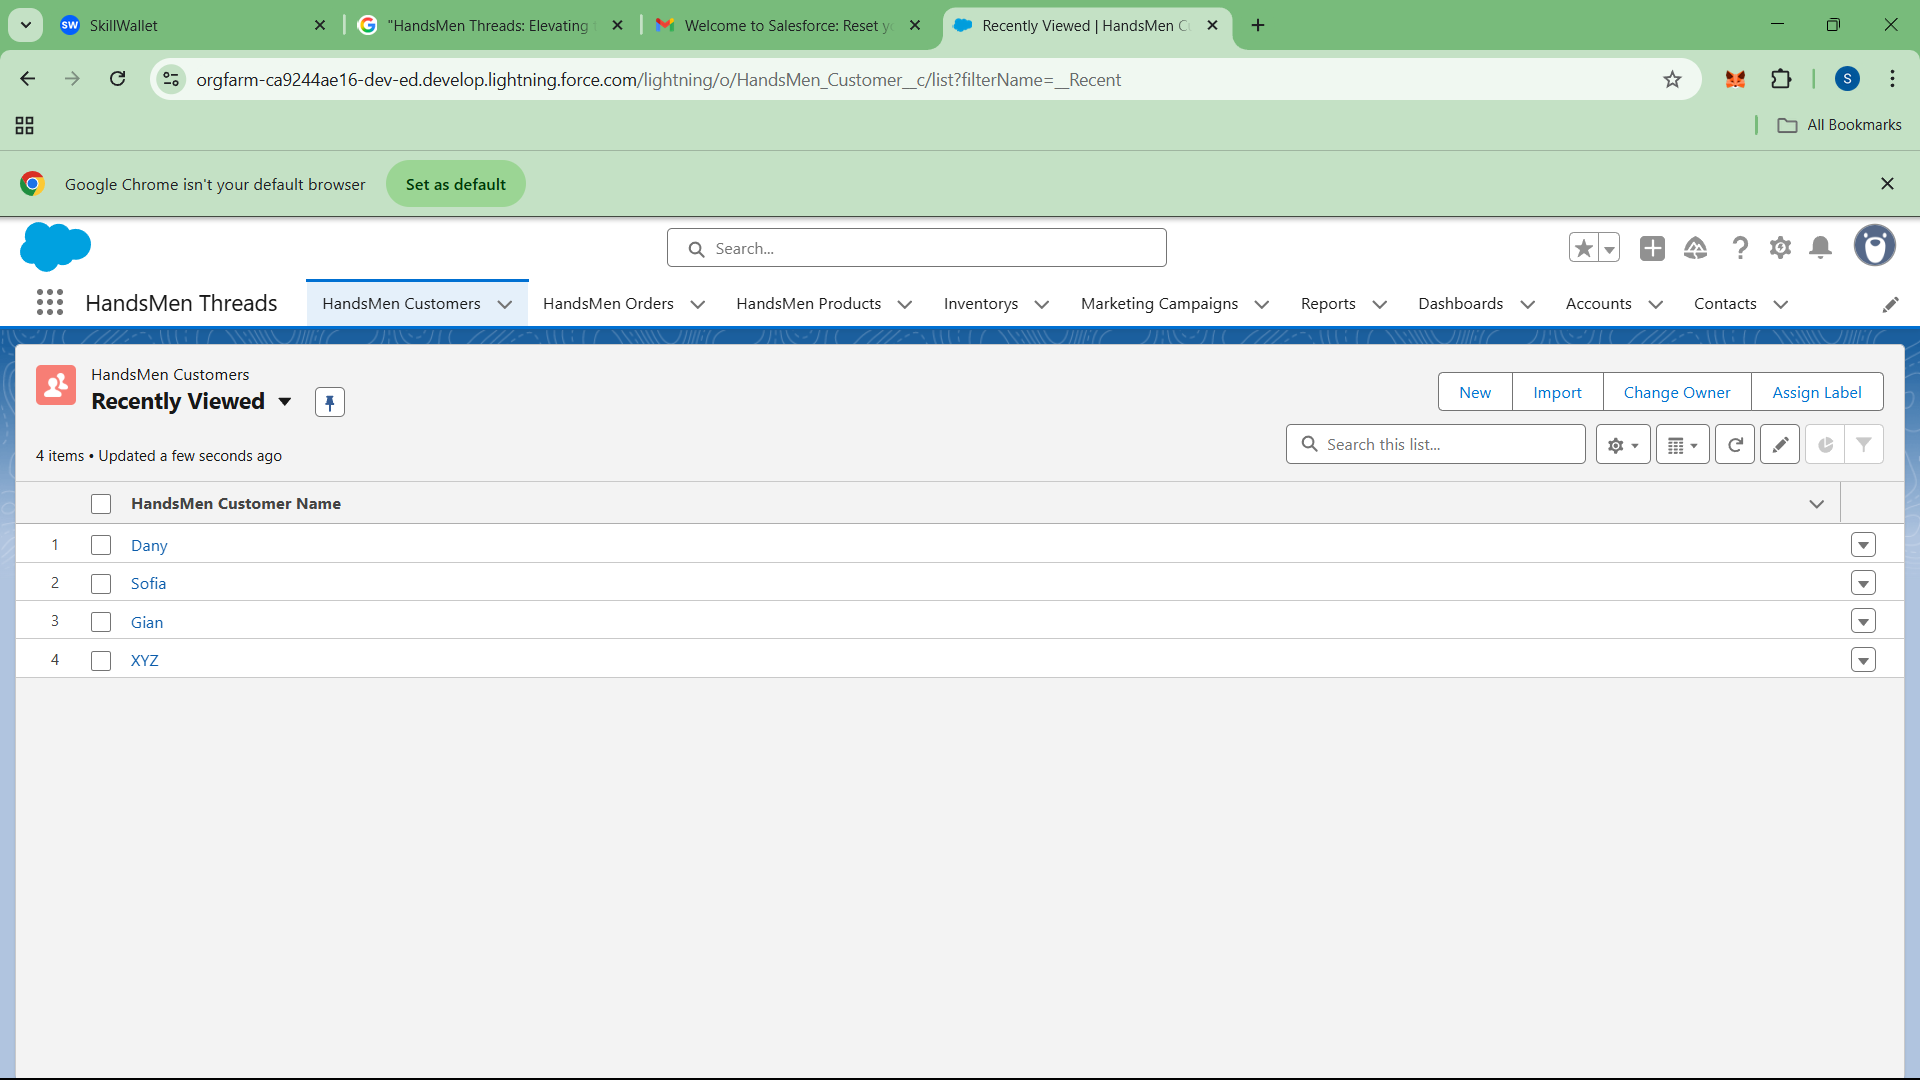 SkillWallet
"HandsMen Threads: Elevating
Welcome to Salesforce: Reset yo
Recently Viewed | HandsMen C
orgfarm-ca9244ae16-dev-ed.develop.lightning.force.com/lightning/o/HandsMen_Customer__c/list?filterName=__Recent
S
All Bookmarks
Google Chrome isn't your default browser
Set as default
Search...
HandsMen Threads
HandsMen Customers
HandsMen Orders
HandsMen Products
Inventorys
Marketing Campaigns
Reports
Dashboards
Accounts
Contacts
HandsMen Customers
Recently Viewed
New
Import
Change Owner
Assign Label
4 items • Updated a few seconds ago
Search this list...
HandsMen Customer Name
1 Dany
2 Sofia
3 Gian
4 XYZ